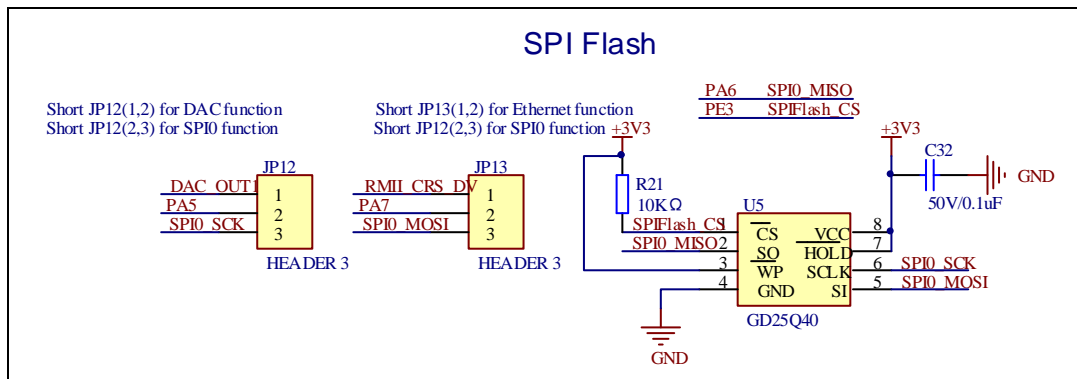 SPI Flash
Short JP12(1,2) for DAC function
Short JP12(2,3) for SPI0 function
Short JP13(1,2) for Ethernet function
Short JP12(2,3) for SPI0 function
PA6 SPI0_MISO
PE3 SPIFlash_CS
+3V3
+3V3
C32
GND
50V/0.1uF
JP12
DAC_OUT1 1
PA5 2
SPI0_SCK 3
HEADER 3
JP13
RMII_CRS_DV 1
PA7 2
SPI0_MOSI 3
HEADER 3
R21
10KΩ
U5
SPIFlash_CS 1 CS VCC 8
SPI0_MISO 2 SO HOLD 7
3 WP SCLK 6 SPI0_SCK
4 GND SI 5 SPI0_MOSI
GD25Q40
GND